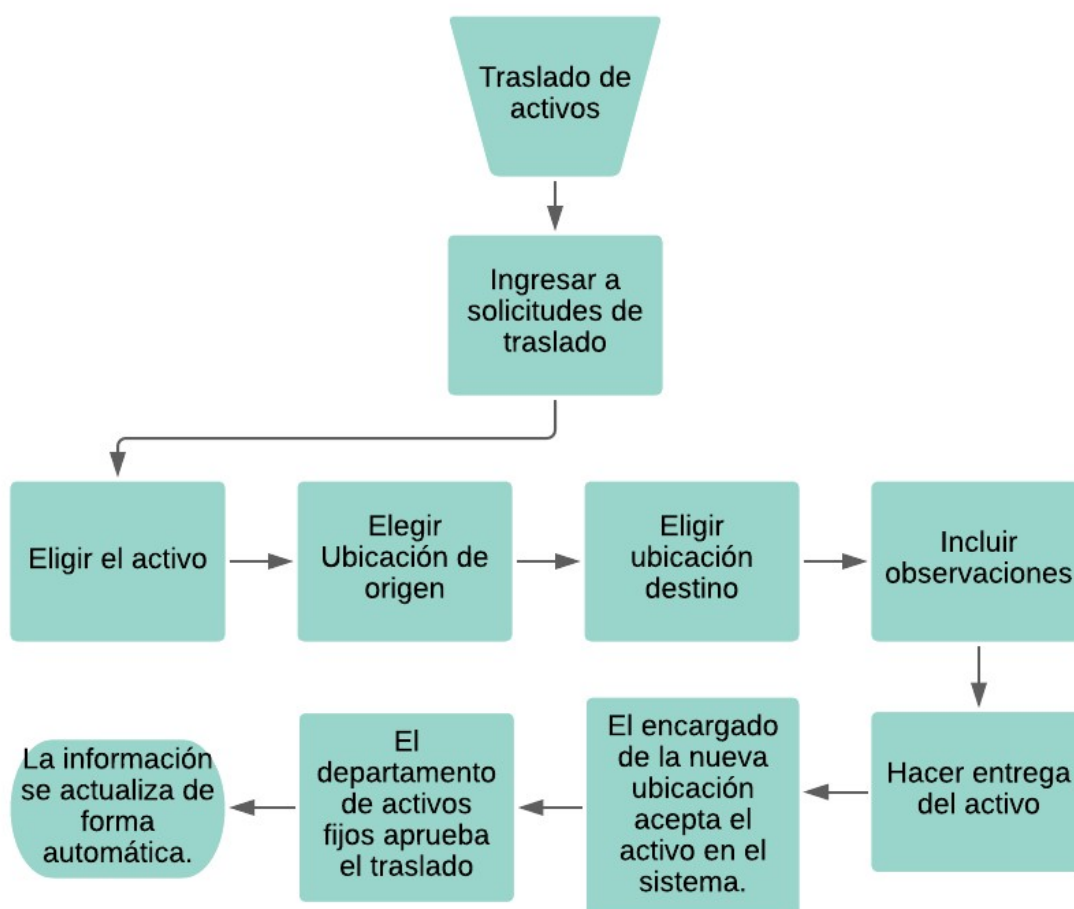 Traslado de
activos
Ingresar a
solicitudes de
traslado
Eligir el activo
Elegir
Ubicación de
origen
Eligir
ubicación
destino
Incluir
observaciones
Hacer entrega
del activo
El encargado
de la nueva
ubicación
acepta el
activo en el
sistema.
El
departamento
de activos
fijos aprueba
el traslado
La información
se actualiza de
forma
automática.